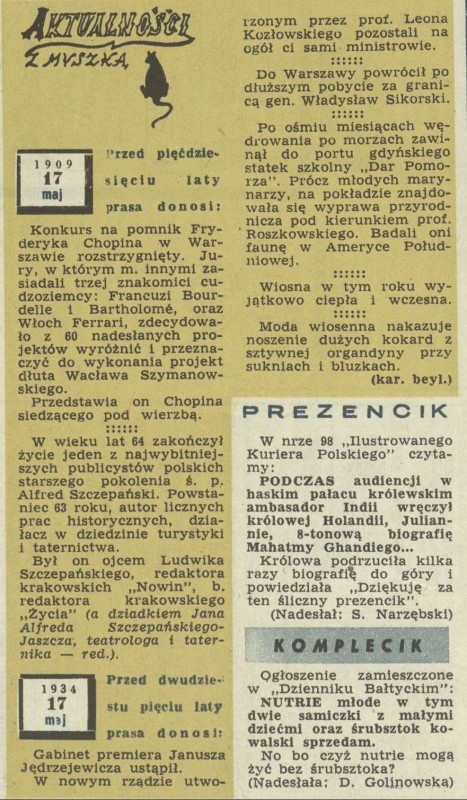 AKTUALNOŚCI
Z MYSZKĄ
1909
17
maj
Przed pięćdzie-
sięciu laty
prasa donosi:
Konkurs na pomnik Fry-
deryka Chopina w War-
szawie rozstrzygnięty. Ju-
ry, w którym m. innymi za-
siadali trzej znakomici cu-
dzoziemcy: Francuzi Bour-
delle i Bartholomé, oraz
Włoch Ferrari, zdecydowa-
ło z 60 nadesłanych pro-
jektów wyróżnić i przezna-
czyć do wykonania projekt
dłuta Wacława Szymanow-
skiego.
Przedstawia on Chopina
siedzącego pod wierzbą.
::::::
W wieku lat 64 zakończył
życie jeden z najwybitniej-
szych publicystów polskich
starszego pokolenia ś. p.
Alfred Szczepański. Powsta-
niec 63 roku, autor licznych
prac historycznych, dzia-
łacz w dziedzinie turystyki
i taternictwa.
Był on ojcem Ludwika
Szczepańskiego, redaktora
krakowskich „Nowin", b.
redaktora krakowskiego
„Życia" (a dziadkiem Jana
Alfreda Szczepańskiego-
Jaszcza, teatrologa i tater-
nika — red.).
1934
17
maj
Przed dwudzie-
stu pięciu laty
prasa donosi:
Gabinet premiera Janusza
Jędrzejewicza ustąpił.
W nowym rządzie utwo-
rzonym przez prof. Leona
Kozłowskiego pozostali na
ogół ci sami ministrowie.
::::::
Do Warszawy powrócił po
dłuższym pobycie za grani-
cą gen. Władysław Sikorski.
::::::
Po ośmiu miesiącach wę-
drowania po morzach zawi-
nął do portu gdyńskiego
statek szkolny „Dar Pomo-
rza". Prócz młodych mary-
narzy, na pokładzie znajdo-
wała się wyprawa przyrod-
nicza pod kierunkiem prof.
Roszkowskiego. Badali oni
faunę w Ameryce Połud-
niowej.
::::::
Wiosna w tym roku wy-
jątkowo ciepła i wczesna.
::::::
Moda wiosenna nakazuje
noszenie dużych kokard z
sztywnej organdyny przy
sukniach i bluzkach.
(kar. beyl.)
PREZENCIK
W nrze 98 „Ilustrowanego
Kuriera Polskiego" czyta-
my:
PODCZAS audiencji w
haskim pałacu królewskim
ambasador Indii wręczył
królowej Holandii, Julian-
nie, 8-tonową biografię
Mahatmy Ghandiego...
Królowa podrzuciła kilka
razy biografię do góry i
powiedziała „Dziękuję za
ten śliczny prezencik".
(Nadesłał: S. Narzębski)
KOMPLECIK
Ogłoszenie zamieszczone
w „Dzienniku Bałtyckim":
NUTRIE młode w tym
dwie samiczki z małymi
dziećmi oraz śrubsztok ko-
walski sprzedam.
No bo czyż nutrie mogą
żyć bez śrubsztoka?
(Nadesłała: D. Golinowska)